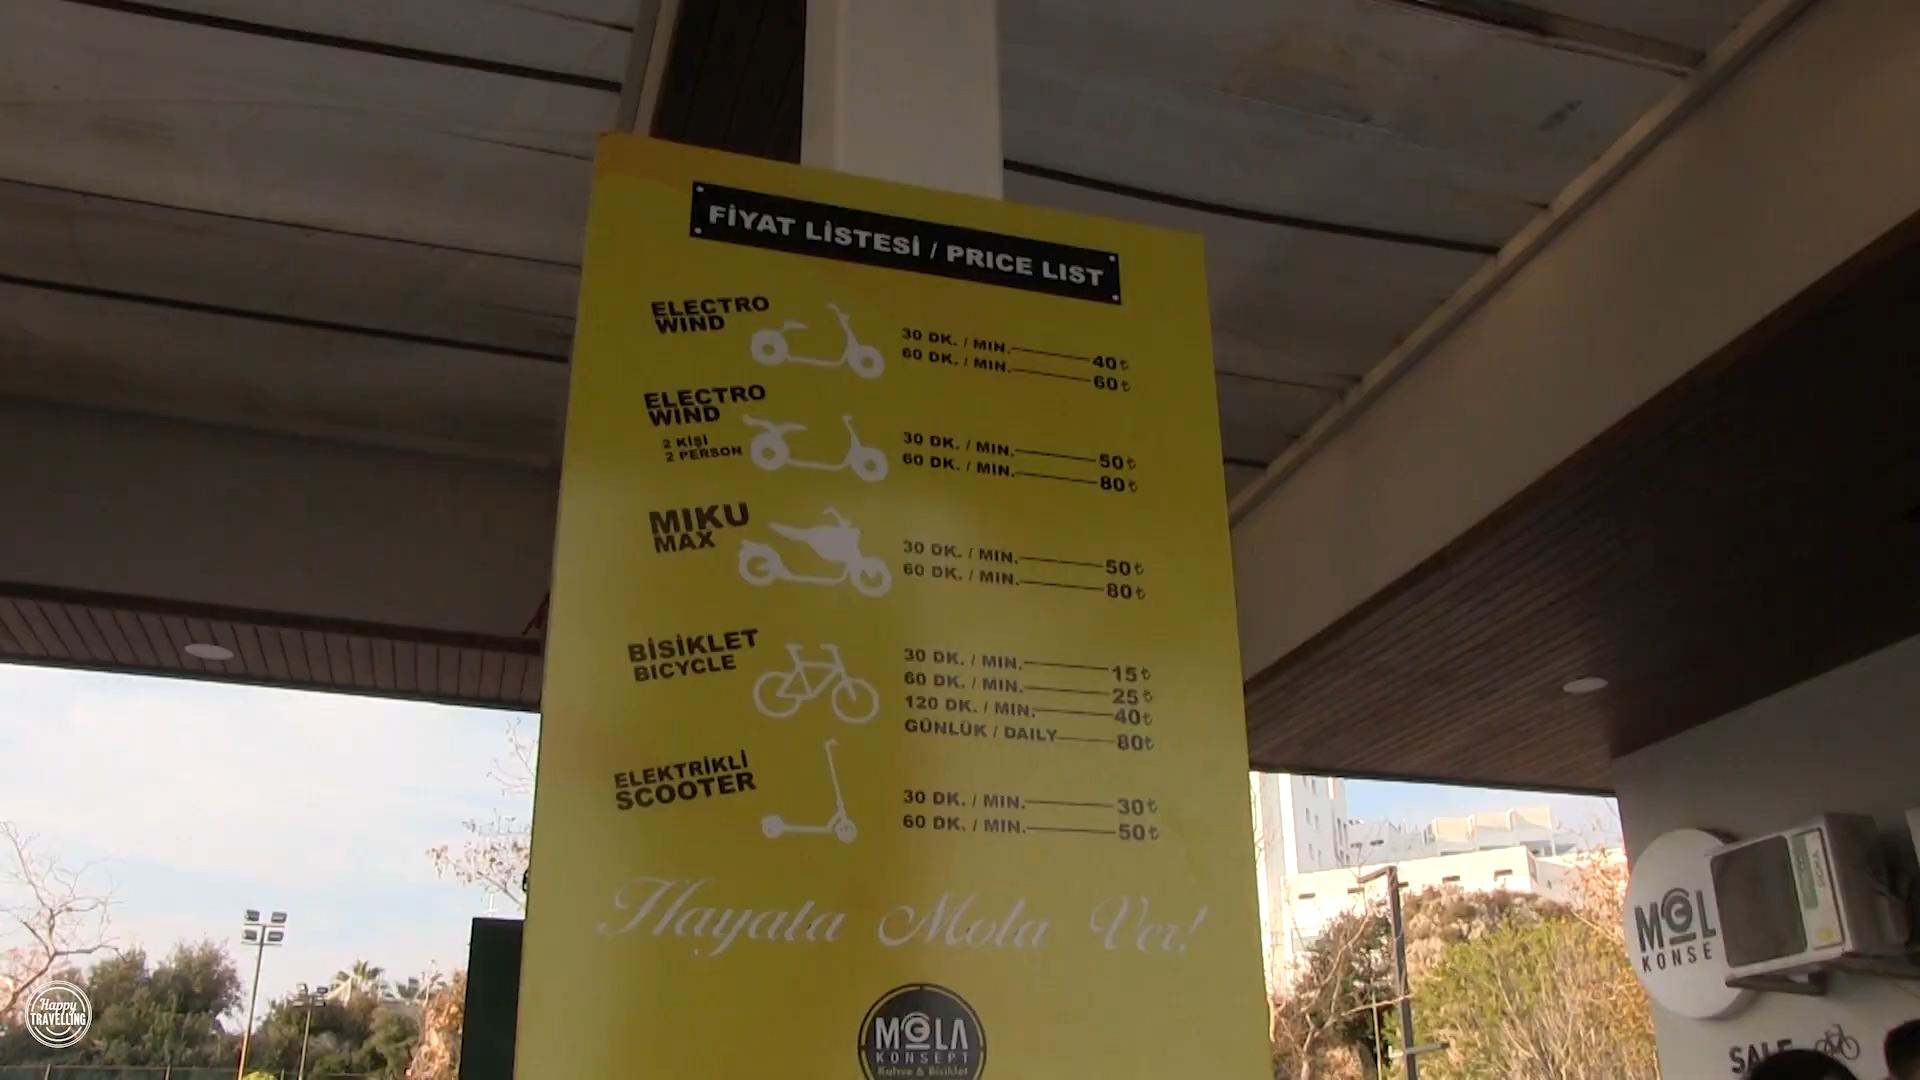 FİYAT LİSTESİ / PRICE LIST
ELECTRO
WIND
30 DK. / MIN. 40₺
60 DK. / MIN. 60₺
ELECTRO
WIND
2 KİŞİ
2 PERSON
30 DK. / MIN. 50₺
60 DK. / MIN. 80₺
MIKU
MAX
30 DK. / MIN. 50₺
60 DK. / MIN. 80₺
BİSİKLET
BICYCLE
30 DK. / MIN. 15₺
60 DK. / MIN. 25₺
120 DK. / MIN. 40₺
GÜNLÜK / DAILY 80₺
ELEKTRİKLİ
SCOOTER
30 DK. / MIN. 30₺
60 DK. / MIN. 50₺
Hayata Mola Ver!
MOLA
KONSEPT
Kahve & Bisiklet
MOL
KONSE
SALE
Happy
TRAVELLING